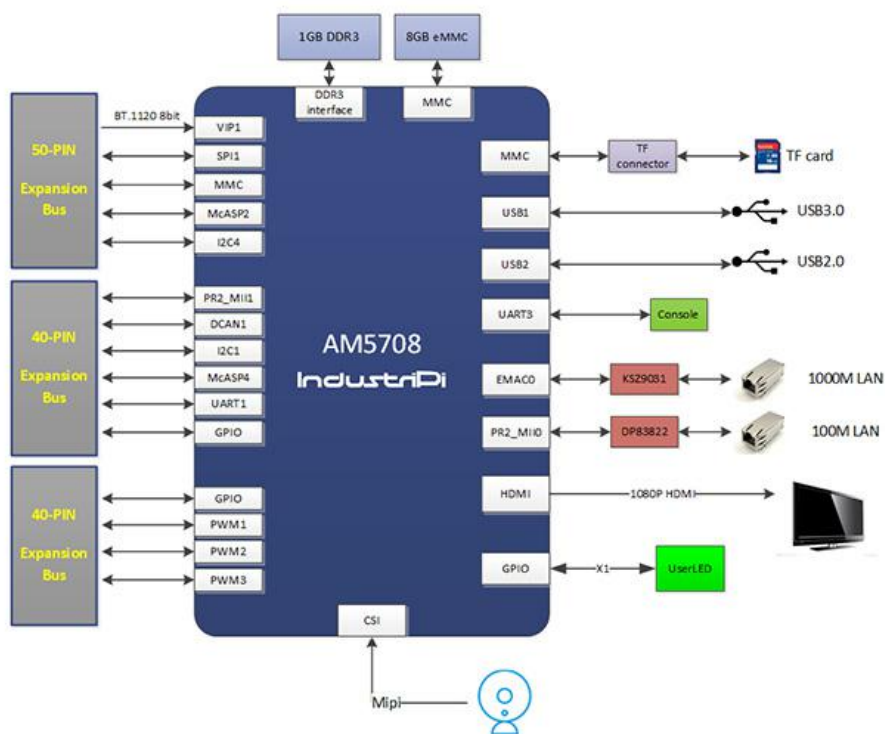 1GB DDR3
8GB eMMC
DDR3
interface
MMC
50-PIN
Expansion
Bus
BT.1120 8bit
VIP1
SPI1
MMC
McASP2
I2C4
40-PIN
Expansion
Bus
PR2_MII1
DCAN1
I2C1
McASP4
UART1
GPIO
40-PIN
Expansion
Bus
GPIO
PWM1
PWM2
PWM3
AM5708
IndustriPi
MMC
TF
connector
TF card
USB1
USB3.0
USB2
USB2.0
UART3
Console
EMAC0
KSZ9031
1000M LAN
PR2_MII0
DP83822
100M LAN
HDMI
1080P HDMI
GPIO
X1
UserLED
CSI
Mipi